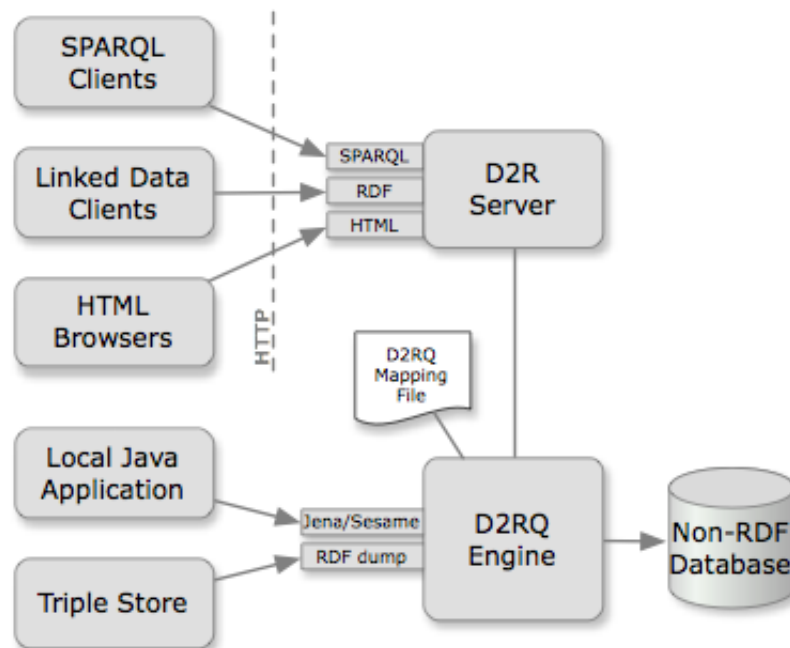 SPARQL
Clients
Linked Data
Clients
HTML
Browsers
HTTP
SPARQL
RDF
HTML
D2R
Server
D2RQ
Mapping
File
Local Java
Application
Triple Store
Jena/Sesame
RDF dump
D2RQ
Engine
Non-RDF
Database